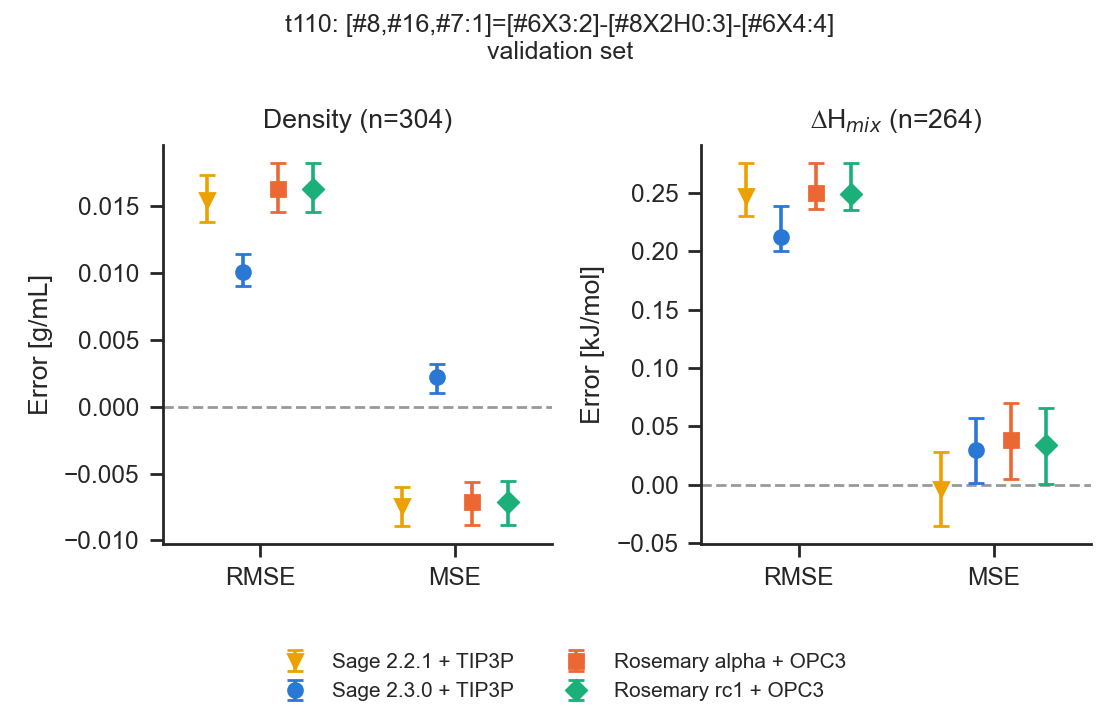 t110: [#8,#16,#7:1]=[#6X3:2]-[#8X2H0:3]-[#6X4:4]
validation set
Density (n=304)
Error [g/mL]
0.015
0.010
0.005
0.000
−0.005
−0.010
RMSE
MSE
ΔHmix (n=264)
Error [kJ/mol]
0.25
0.20
0.15
0.10
0.05
0.00
−0.05
RMSE
MSE
Sage 2.2.1 + TIP3P
Sage 2.3.0 + TIP3P
Rosemary alpha + OPC3
Rosemary rc1 + OPC3